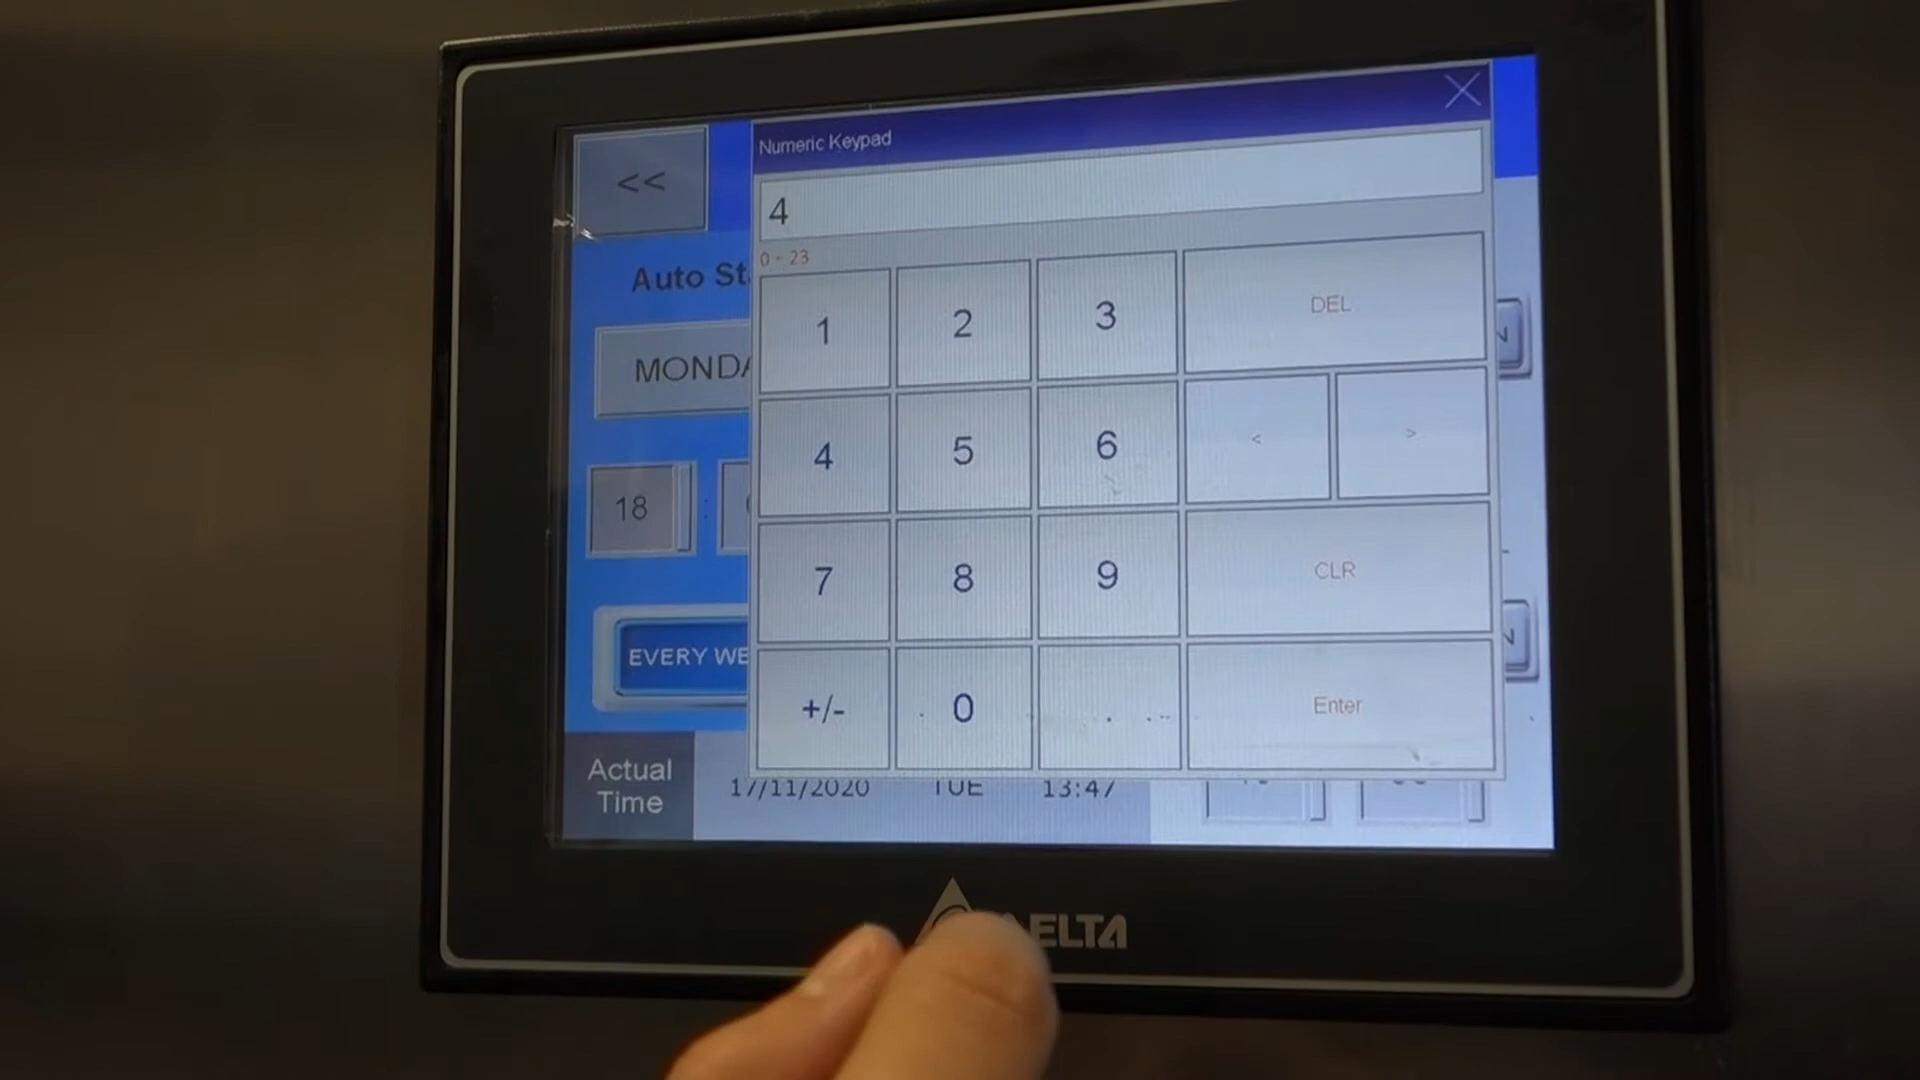 <<
Numeric Keypad
4
0 - 23
Auto St
1 2 3 DEL
MONDA
4 5 6 < >
18 :
7 8 9 CLR
EVERY WE
+/- 0 . Enter
Actual
Time
17/11/2020 TUE 13:47
DELTA